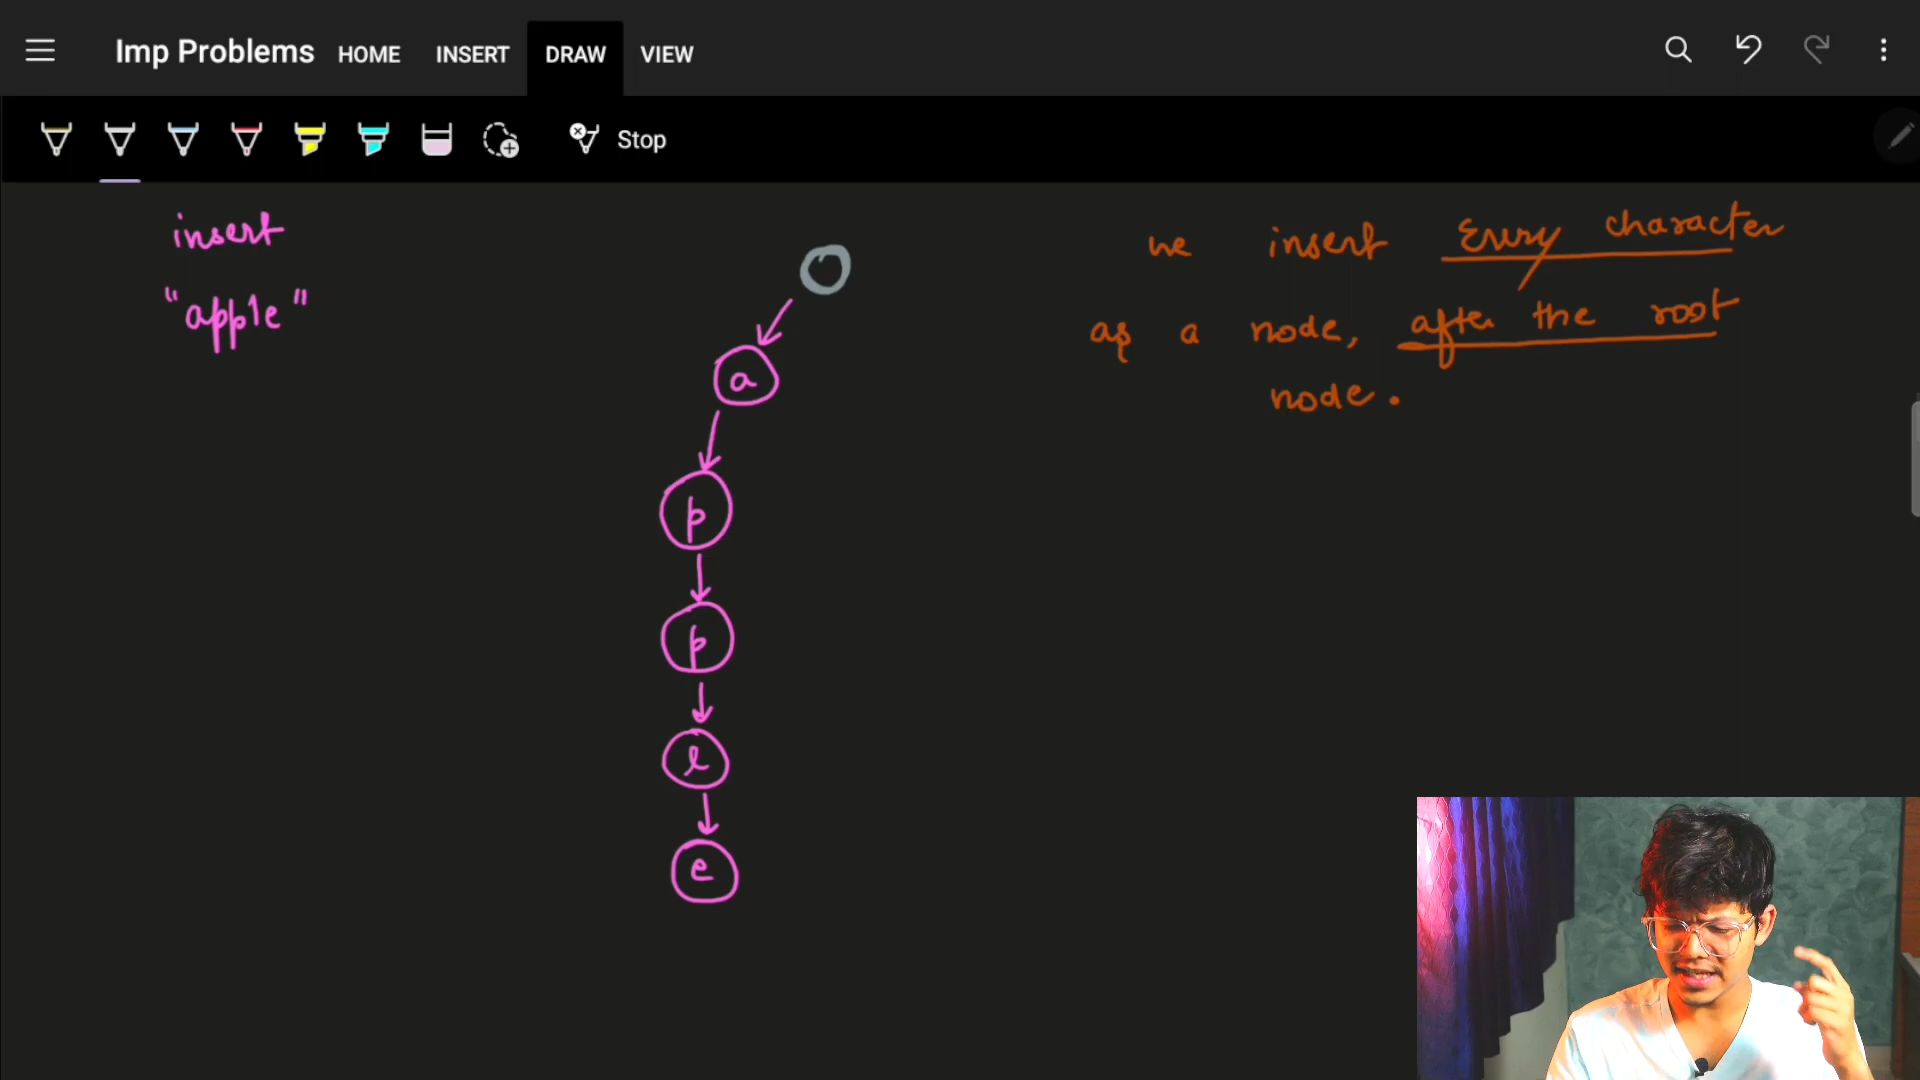 Imp Problems HOME INSERT DRAW VIEW
Stop
insert
"apple"
we insert Every character
as a node, after the root
node.
a
p
p
l
e